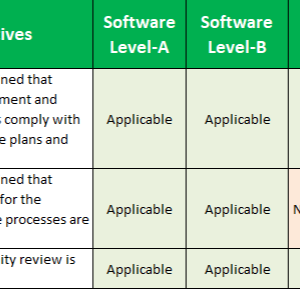 ives
Software
Level-A
Software
Level-B
ned that
ment and
comply with
e plans and
Applicable
Applicable
ned that
for the
e processes are
Applicable
Applicable
N
ity review is
Applicable
Applicable